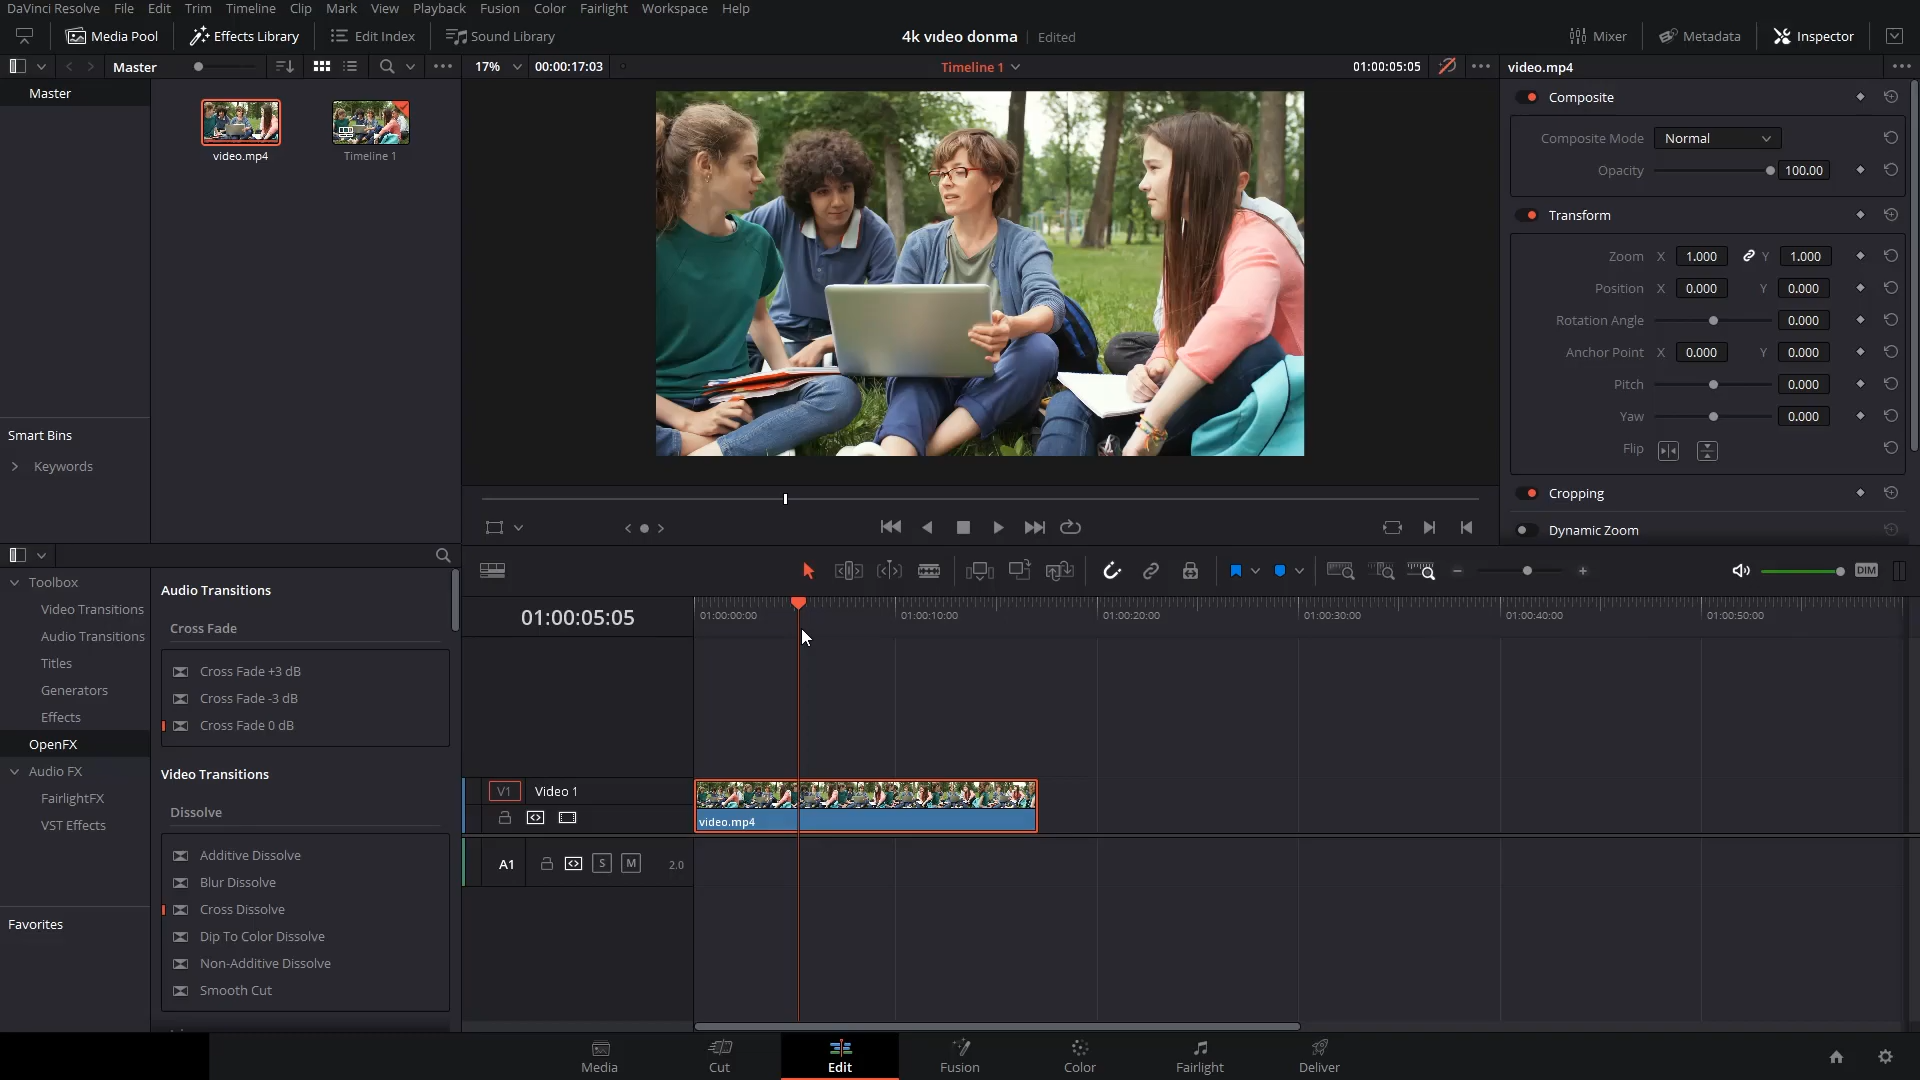 DaVinci Resolve File Edit Trim Timeline Clip Mark View Playback Fusion Color Fairlight Workspace Help
Media Pool Effects Library Edit Index Sound Library 4k vıdeo donma Edited Mixer Metadata Inspector
Master 17% 00:00:17:03 Timeline 1 01:00:05:05 video.mp4
Master
video.mp4 Timeline 1
Smart Bins
Keywords
Composite
Composite Mode Normal
Opacity 100.00
Transform
Zoom X 1.000 Y 1.000
Position X 0.000 Y 0.000
Rotation Angle 0.000
Anchor Point X 0.000 Y 0.000
Pitch 0.000
Yaw 0.000
Flip
Cropping
Dynamic Zoom
Toolbox
Video Transitions
Audio Transitions
Titles
Generators
Effects
OpenFX
Audio FX
FairlightFX
VST Effects
Favorites
Audio Transitions
Cross Fade
Cross Fade +3 dB
Cross Fade -3 dB
Cross Fade 0 dB
Video Transitions
Dissolve
Additive Dissolve
Blur Dissolve
Cross Dissolve
Dip To Color Dissolve
Non-Additive Dissolve
Smooth Cut
DIM
01:00:05:05 01:00:00:00 01:00:10:00 01:00:20:00 01:00:30:00 01:00:40:00 01:00:50:00
V1 Video 1
video.mp4
A1 S M 2.0
Media Cut Edit Fusion Color Fairlight Deliver